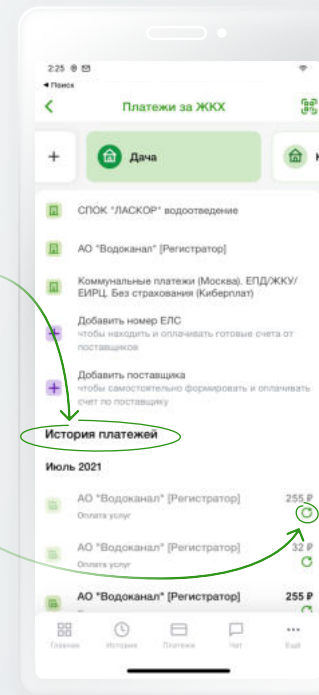 2:25
Поиск
Платежи за ЖКХ
Дача
СПОК "ЛАСКОР" водоотведение
АО "Водоканал" [Регистратор]
Коммунальные платежи (Москва). ЕПД/ЖКУ/
ЕИРЦ. Без страхования (Киберплат)
Добавить номер ЕЛС
чтобы находить и оплачивать готовые счета от
поставщиков
Добавить поставщика
чтобы самостоятельно формировать и оплачивать
счет по поставщику
История платежей
Июль 2021
АО "Водоканал" [Регистратор] 255 ₽
Оплата услуг
АО "Водоканал" [Регистратор] 32 ₽
Оплата услуг
АО "Водоканал" [Регистратор] 255 ₽
Главная История Платежи Чат Ещё